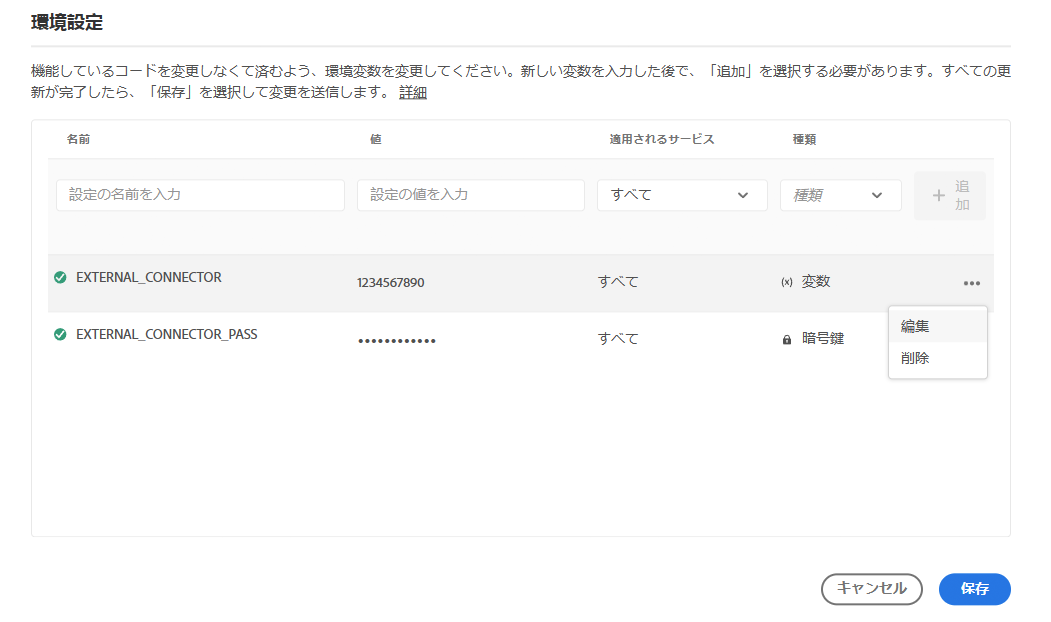 環境設定
機能しているコードを変更しなくて済むよう、環境変数を変更してください。新しい変数を入力した後で、「追加」を選択する必要があります。すべての更
新が完了したら、「保存」を選択して変更を送信します。 詳細
名前 値 適用されるサービス 種類
設定の名前を入力 設定の値を入力 すべて 種類 + 追
加
EXTERNAL_CONNECTOR 1234567890 すべて (x) 変数 •••
EXTERNAL_CONNECTOR_PASS •••••••••••• すべて 暗号鍵
編集
削除
キャンセル 保存